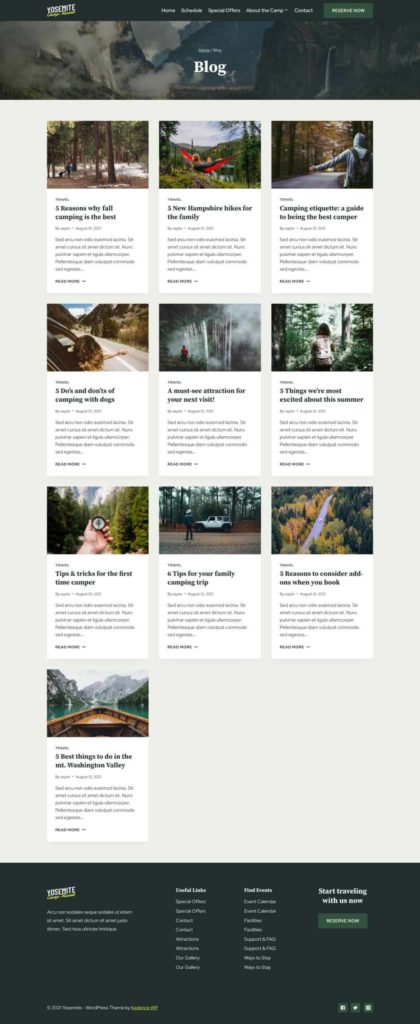 YOSEMITE
Camp Resort
Home Schedule Special Offers About the Camp Contact RESERVE NOW
Home / Blog
Blog
TRAVEL
5 Reasons why fall
camping is the best
By kaylor • August 10, 2021
Sed arcu non odio euismod lacinia. Sit
amet cursus sit amet dictum sit. Nunc
pulvinar sapien et ligula ullamcorper.
Pellentesque diam volutpat commodo
sed egestas...
READ MORE →
TRAVEL
5 New Hampshire hikes for
the family
August 10, 2021
Sed arcu non odio euismod lacinia. Sit
amet cursus sit amet dictum sit. Nunc
pulvinar sapien et ligula ullamcorper.
Pellentesque diam volutpat commodo
sed egestas...
READ MORE →
TRAVEL
Camping etiquette: a guide
to being the best camper
August 10, 2021
Sed arcu non odio euismod lacinia. Sit
amet cursus sit amet dictum sit. Nunc
pulvinar sapien et ligula ullamcorper.
Pellentesque diam volutpat commodo
sed egestas...
READ MORE →
TRAVEL
5 Do's and don'ts of
camping with dogs
August 10, 2021
Sed arcu non odio euismod lacinia. Sit
amet cursus sit amet dictum sit. Nunc
pulvinar sapien et ligula ullamcorper.
Pellentesque diam volutpat commodo
sed egestas...
READ MORE →
TRAVEL
A must-see attraction for
your next visit!
August 10, 2021
Sed arcu non odio euismod lacinia. Sit
amet cursus sit amet dictum sit. Nunc
pulvinar sapien et ligula ullamcorper.
Pellentesque diam volutpat commodo
sed egestas...
READ MORE →
TRAVEL
5 Things we're most
excited about this summer
August 10, 2021
Sed arcu non odio euismod lacinia. Sit
amet cursus sit amet dictum sit. Nunc
pulvinar sapien et ligula ullamcorper.
Pellentesque diam volutpat commodo
sed egestas...
READ MORE →
TRAVEL
Tips & tricks for the first
time camper
August 10, 2021
Sed arcu non odio euismod lacinia. Sit
amet cursus sit amet dictum sit. Nunc
pulvinar sapien et ligula ullamcorper.
Pellentesque diam volutpat commodo
sed egestas...
READ MORE →
TRAVEL
6 Tips for your family
camping trip
August 10, 2021
Sed arcu non odio euismod lacinia. Sit
amet cursus sit amet dictum sit. Nunc
pulvinar sapien et ligula ullamcorper.
Pellentesque diam volutpat commodo
sed egestas...
READ MORE →
TRAVEL
5 Reasons to consider add-
ons when you book
August 10, 2021
Sed arcu non odio euismod lacinia. Sit
amet cursus sit amet dictum sit. Nunc
pulvinar sapien et ligula ullamcorper.
Pellentesque diam volutpat commodo
sed egestas...
READ MORE →
TRAVEL
5 Best things to do in the
mt. Washington Valley
August 10, 2021
Sed arcu non odio euismod lacinia. Sit
amet cursus sit amet dictum sit. Nunc
pulvinar sapien et ligula ullamcorper.
Pellentesque diam volutpat commodo
sed egestas...
READ MORE →
YOSEMITE
Arcu non sodales neque sodales ut etiam
sit amet. Sit amet dictum sit amet justo
donec. Sed risus ultricies tristique.
Useful Links
Special Offers
Special Offers
Contact
Contact
Attractions
Attractions
Our Gallery
Our Gallery
Find Events
Event Calendar
Event Calendar
Facilities
Facilities
Support & FAQ
Support & FAQ
Ways to Stay
Ways to Stay
Start traveling
with us now
RESERVE NOW
© 2021 Yosemite - WordPress Theme by Kadence WP